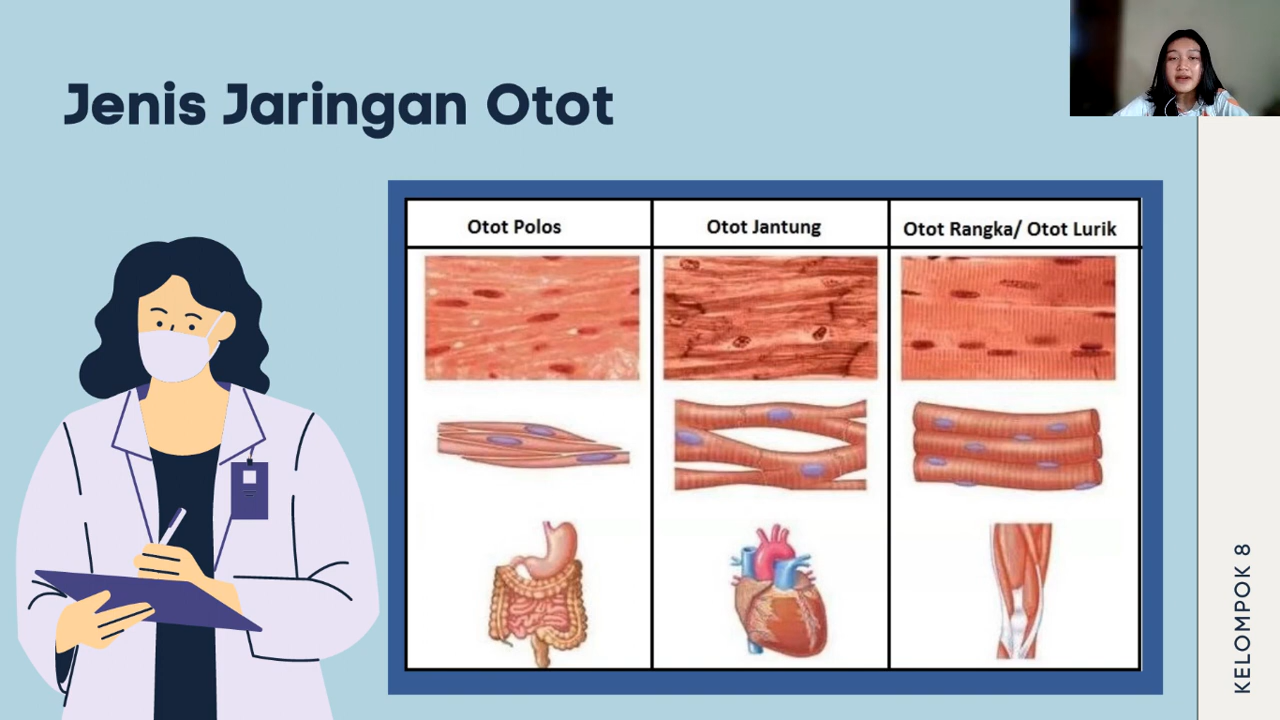 Jenis Jaringan Otot
Otot Polos
Otot Jantung
Otot Rangka/ Otot Lurik
KELOMPOK 8